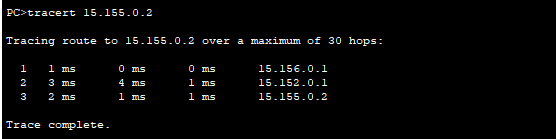 PC>tracert 15.155.0.2
Tracing route to 15.155.0.2 over a maximum of 30 hops:
1 1 ms 0 ms 0 ms 15.156.0.1
2 3 ms 4 ms 1 ms 15.152.0.1
3 2 ms 1 ms 1 ms 15.155.0.2
Trace complete.